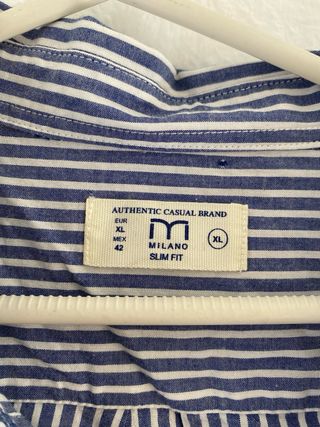 AUTHENTIC CASUAL BRAND
EUR
XL
MEX
42
m
MILANO
SLIM FIT
XL